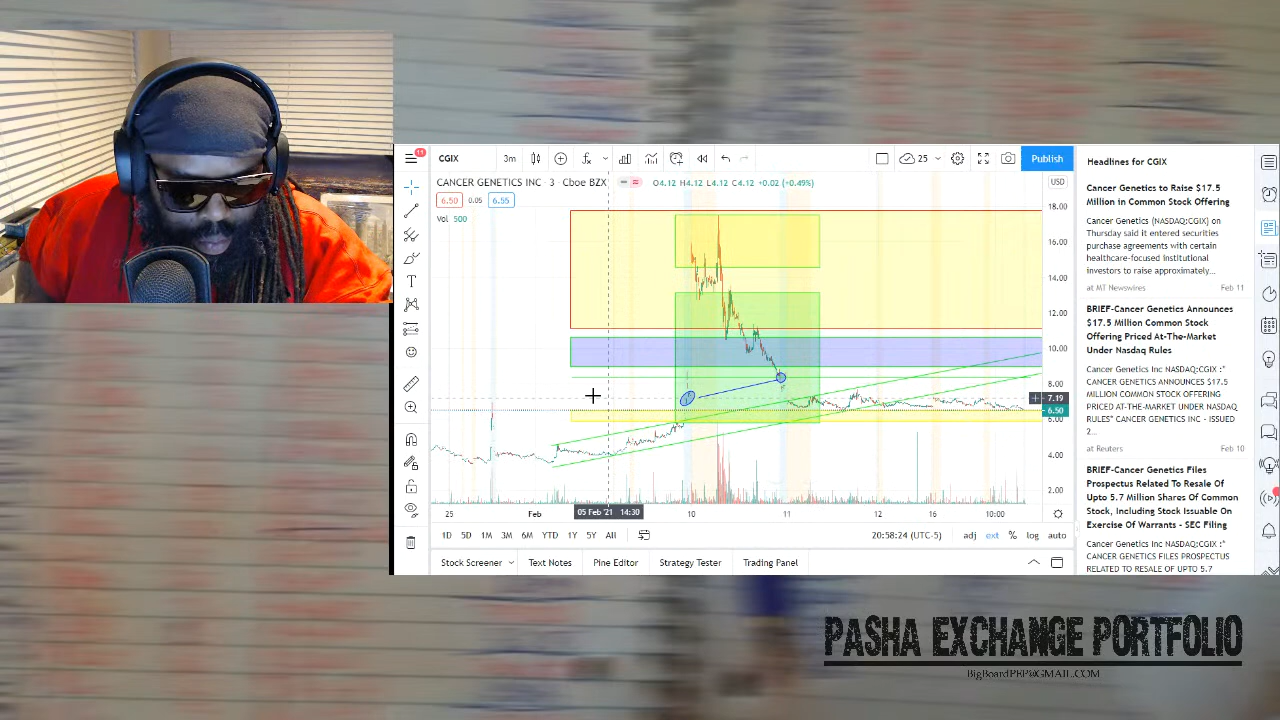 11
CGIX
3m
25
Publish
CANCER GENETICS INC · 3 · Cboe BZX
O4.12 H4.12 L4.12 C4.12 +0.02 (+0.49%)
6.50 0.05 6.55
Vol 500
USD
18.00
16.00
14.00
12.00
10.00
8.00
7.19
6.50
4.00
2.00
25
Feb
05 Feb '21 14:30
10
11
12
16
10:00
1D 5D 1M 3M 6M YTD 1Y 5Y All
20:58:24 (UTC-5)
adj ext % log auto
Stock Screener
Text Notes
Pine Editor
Strategy Tester
Trading Panel
Headlines for CGIX
Cancer Genetics to Raise $17.5
Million in Common Stock Offering
Cancer Genetics (NASDAQ:CGIX) on
Thursday said it entered securities
purchase agreements with certain
healthcare-focused institutional
investors to raise approximately...
at MT Newswires Feb 11
BRIEF-Cancer Genetics Announces
$17.5 Million Common Stock
Offering Priced At-The-Market
Under Nasdaq Rules
Cancer Genetics Inc NASDAQ:CGIX :"
CANCER GENETICS ANNOUNCES $17.5
MILLION COMMON STOCK OFFERING
PRICED AT-THE-MARKET UNDER
NASDAQ RULES"CANCER GENETICS INC - ISSUED
2...
at Reuters Feb 10
BRIEF-Cancer Genetics Files
Prospectus Related To Resale Of
Upto 5.7 Million Shares Of Common
Stock, Including Stock Issuable On
Exercise Of Warrants - SEC Filing
Cancer Genetics Inc NASDAQ:CGIX :"
CANCER GENETICS FILES PROSPECTUS
RELATED TO RESALE OF UPTO 5.7
PASHA EXCHANGE PORTFOLIO
BigBoardPEP@GMAIL.COM